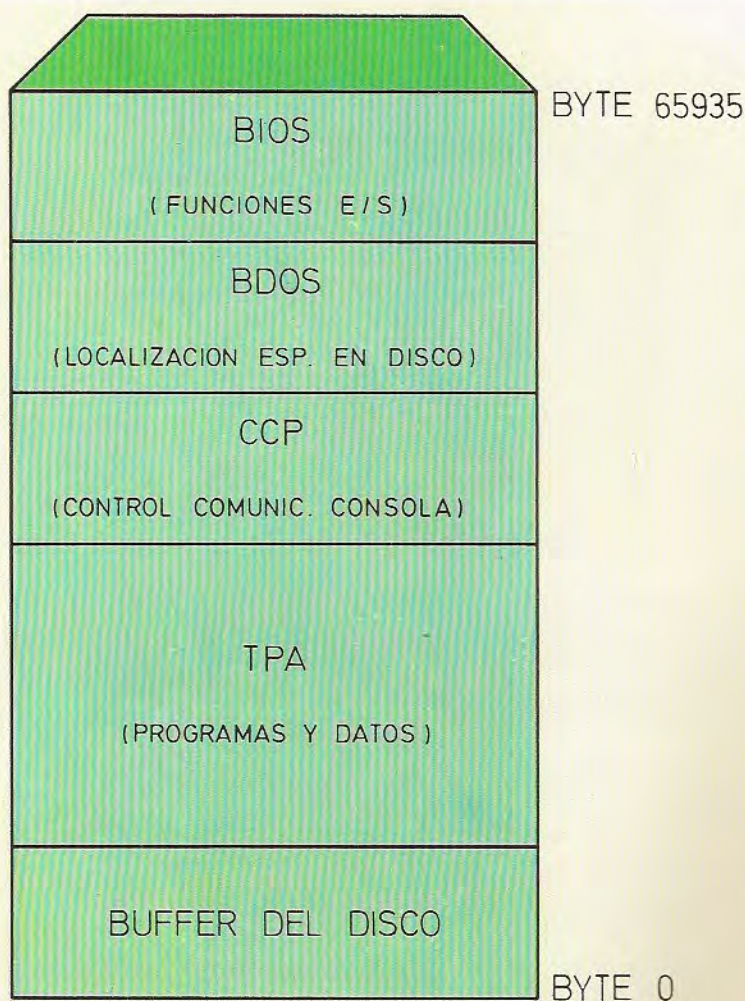 BYTE 65935
BIOS
(FUNCIONES E/S)
BDOS
(LOCALIZACION ESP. EN DISCO)
CCP
(CONTROL COMUNIC. CONSOLA)
TPA
(PROGRAMAS Y DATOS)
BUFFER DEL DISCO
BYTE 0